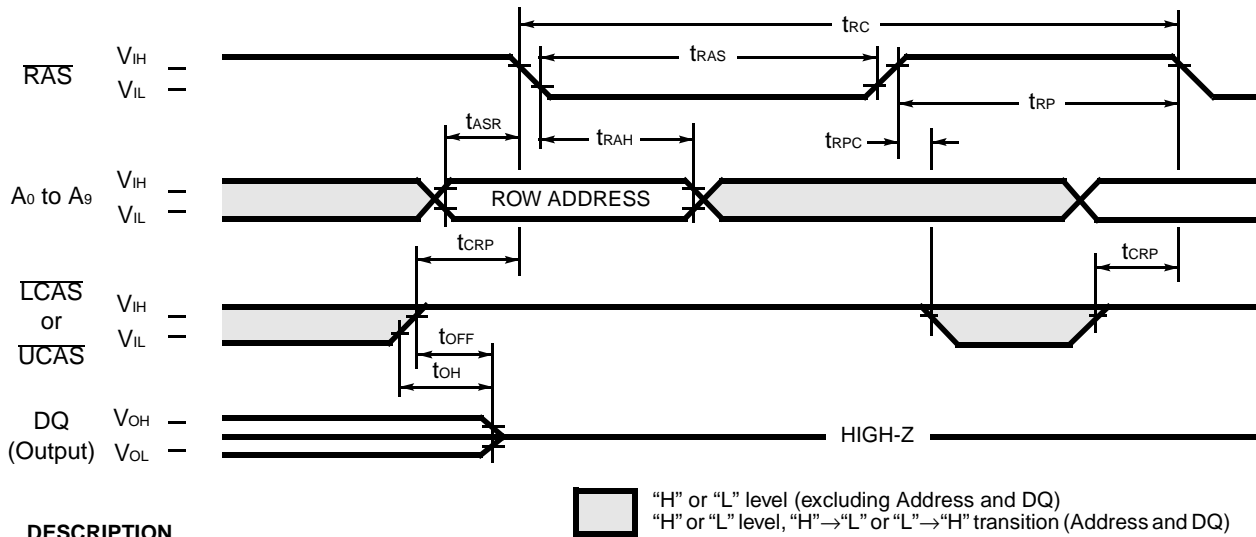 tRC
RAS VIH
VIL
tRAS
tRP
tASR
tRAH
tRPC
A0 to A9 VIH
VIL
ROW ADDRESS
tCRP
tCRP
LCAS
or
UCAS
VIH
VIL
tOFF
tOH
DQ
(Output)
VOH
VOL
HIGH-Z
"H" or "L" level (excluding Address and DQ)
"H" or "L" level, "H"→"L" or "L"→"H" transition (Address and DQ)
DESCRIPTION